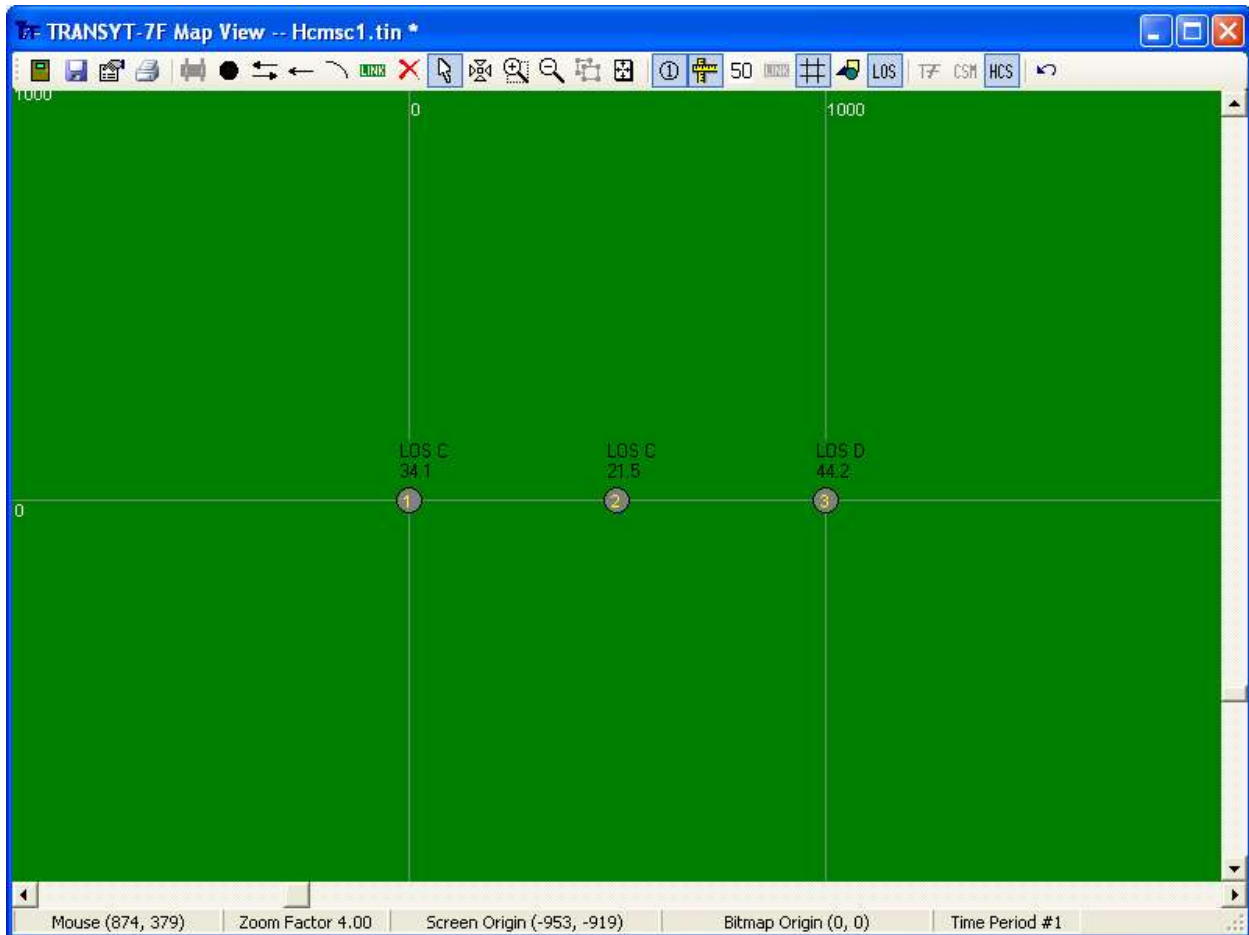 TRANSYT-7F Map View -- Hcmsc1.tin *
LINK 50 LINK LOS T7F CSM HCS
1000
0 1000
LOS C LOS C LOS D
34.1 21.5 44.2
1 2 3
0
Mouse (874, 379) Zoom Factor 4.00 Screen Origin (-953, -919) Bitmap Origin (0, 0) Time Period #1